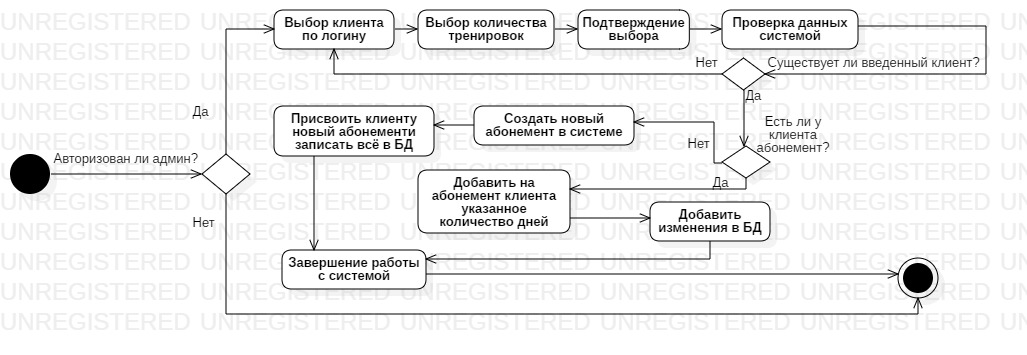 Выбор клиента
по логину
Выбор количества
тренировок
Подтверждение
выбора
Проверка данных
системой
Нет
Существует ли введенный клиент?
Да
Да
Присвоить клиенту
новый абонементи
записать всё в БД
Создать новый
абонемент в системе
Есть ли у
клиента
абонемент?
Нет
Авторизован ли админ?
Да
Добавить на
абонемент клиента
указанное
количество дней
Добавить
изменения в БД
Нет
Завершение работы
с системой
UNREGISTERED UNREGISTERED UNREGISTERED UNREGISTERED UNREGISTERED UN